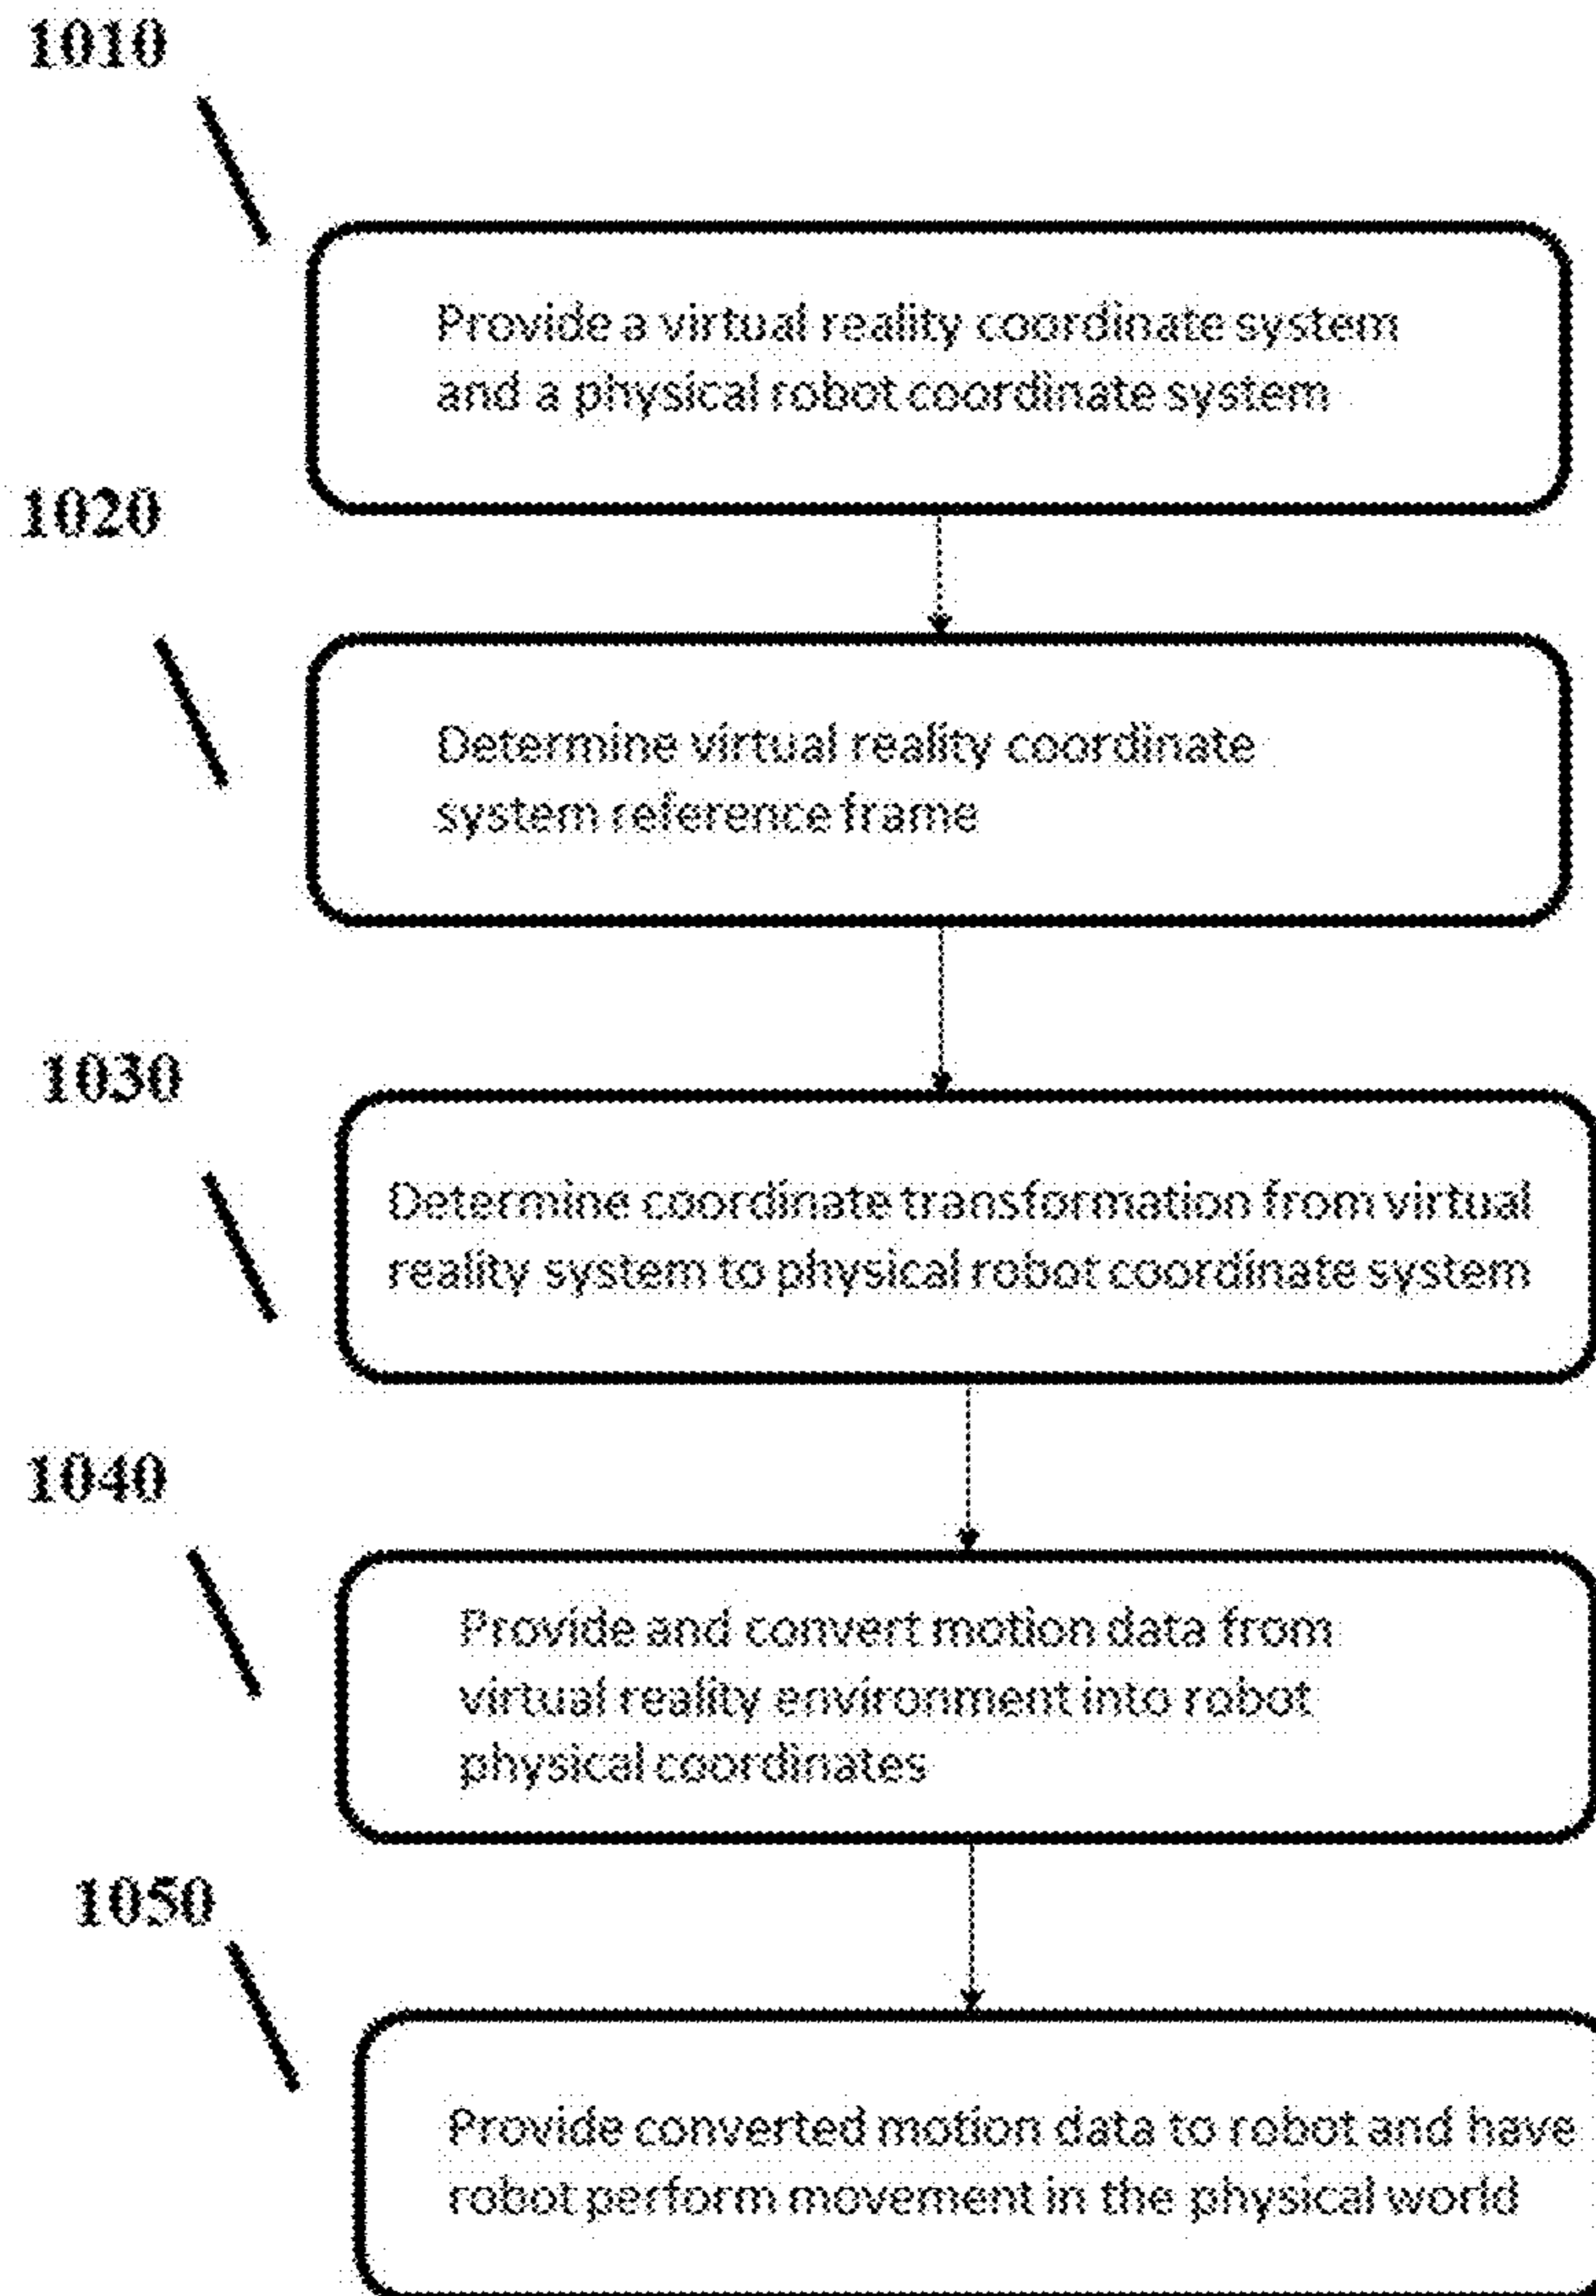 1010
Provide a virtual reality coordinate system
and a physical robot coordinate system
1020
Determine virtual reality coordinate
system reference frame
1030
Determine coordinate transformation from virtual
reality system to physical robot coordinate system
1040
Provide and convert motion data from
virtual reality environment into robot
physical coordinates
1050
Provide converted motion data to robot and have
robot perform movement in the physical world